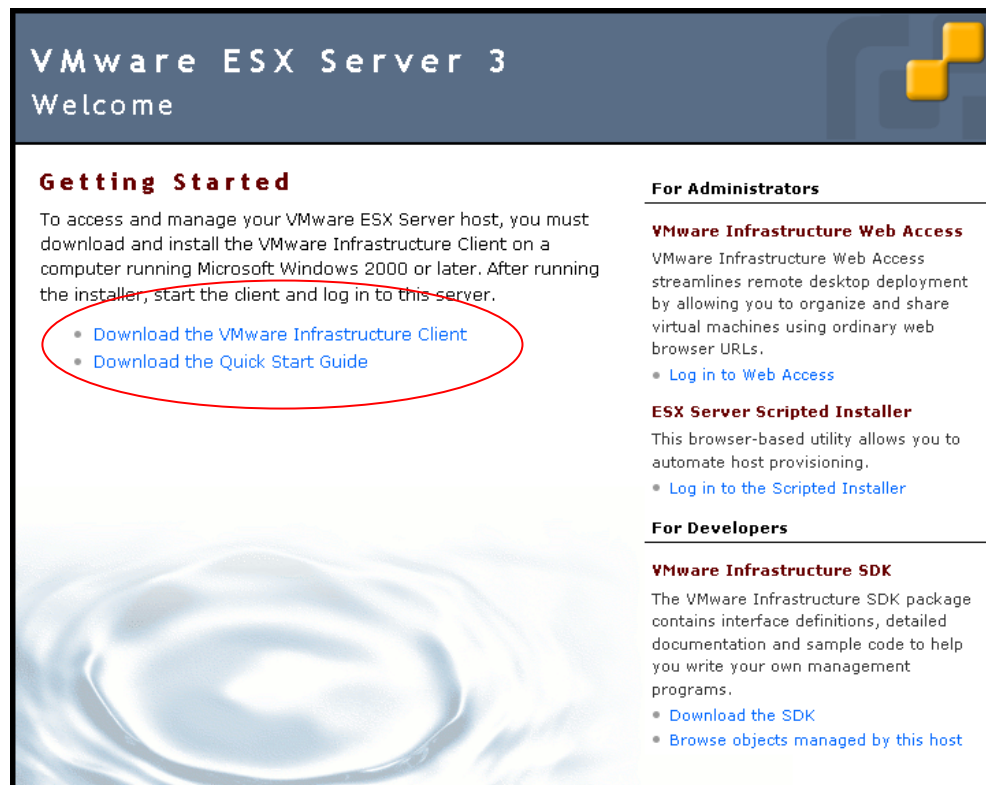 VMware ESX Server 3
Welcome
Getting Started
To access and manage your VMware ESX Server host, you must
download and install the VMware Infrastructure Client on a
computer running Microsoft Windows 2000 or later. After running
the installer, start the client and log in to this server.
Download the VMware Infrastructure Client
Download the Quick Start Guide
For Administrators
VMware Infrastructure Web Access
VMware Infrastructure Web Access
streamlines remote desktop deployment
by allowing you to organize and share
virtual machines using ordinary web
browser URLs.
Log in to Web Access
ESX Server Scripted Installer
This browser-based utility allows you to
automate host provisioning.
Log in to the Scripted Installer
For Developers
VMware Infrastructure SDK
The VMware Infrastructure SDK package
contains interface definitions, detailed
documentation and sample code to help
you write your own management
programs.
Download the SDK
Browse objects managed by this host